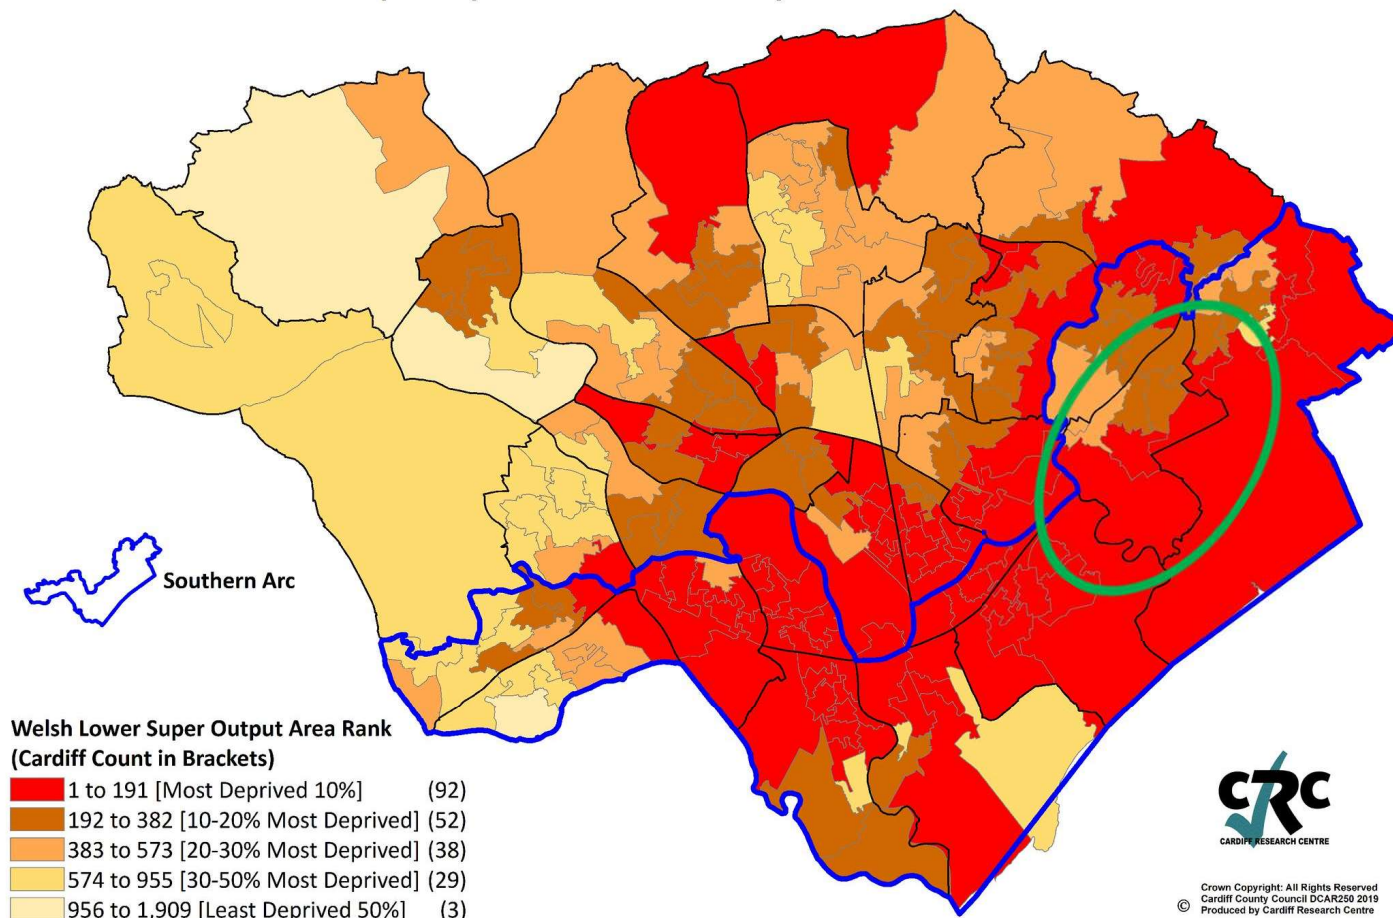 Southern Arc
Welsh Lower Super Output Area Rank
(Cardiff Count in Brackets)
1 to 191 [Most Deprived 10%] (92)
192 to 382 [10-20% Most Deprived] (52)
383 to 573 [20-30% Most Deprived] (38)
574 to 955 [30-50% Most Deprived] (29)
956 to 1,909 [Least Deprived 50%] (3)
CRC
CARDIFF RESEARCH CENTRE
Crown Copyright: All Rights Reserved
Cardiff County Council DCAR250 2019
© Produced by Cardiff Research Centre